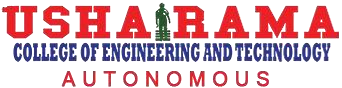 USHA RAMA
COLLEGE OF ENGINEERING AND TECHNOLOGY
AUTONOMOUS